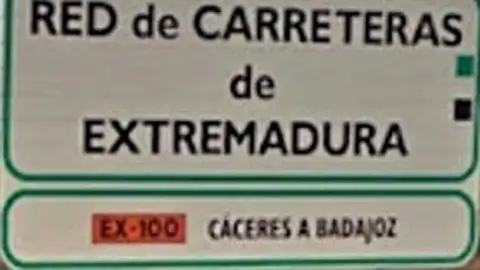 RED de CARRETERAS
de
EXTREMADURA
EX-100 CÁCERES A BADAJOZ